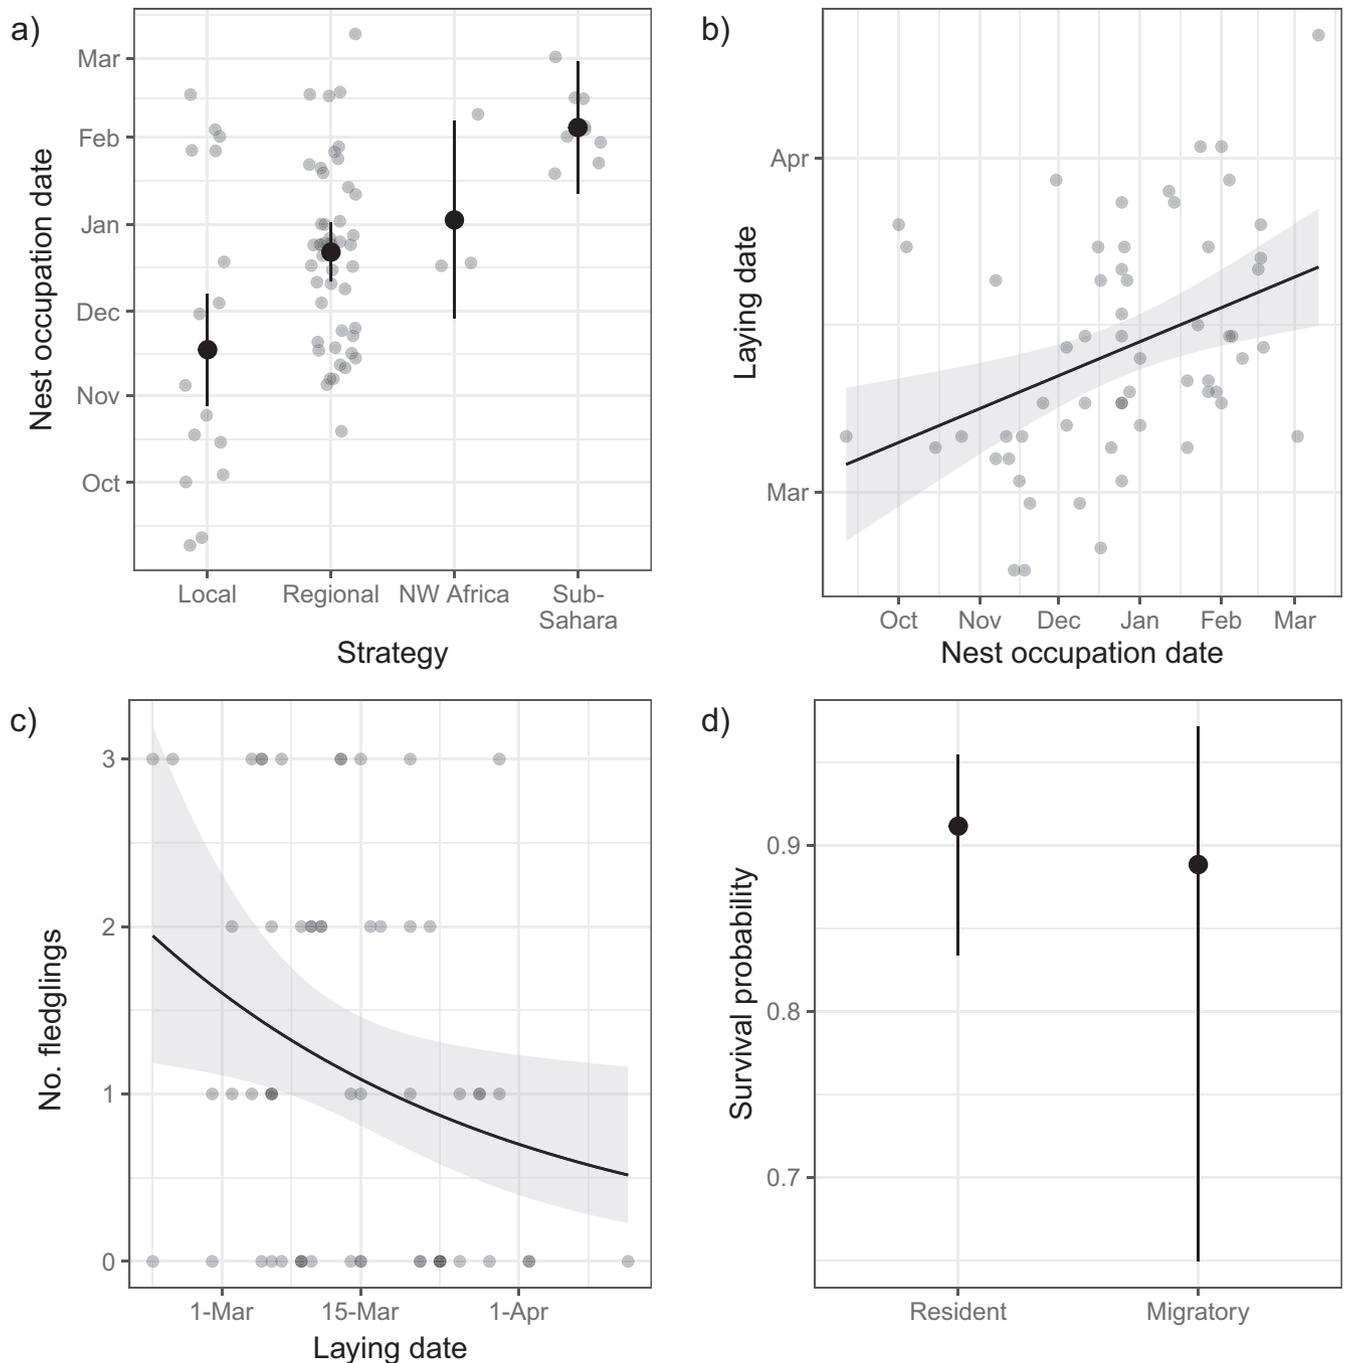 a)
Nest occupation date
Mar
Feb
Jan
Dec
Nov
Oct
Local
Regional
NW Africa
Sub-
Sahara
Strategy
b)
Laying date
Apr
Mar
Oct
Nov
Dec
Jan
Feb
Mar
Nest occupation date
c)
No. fledglings
3
2
1
0
1-Mar
15-Mar
1-Apr
Laying date
d)
Survival probability
0.9
0.8
0.7
Resident
Migratory